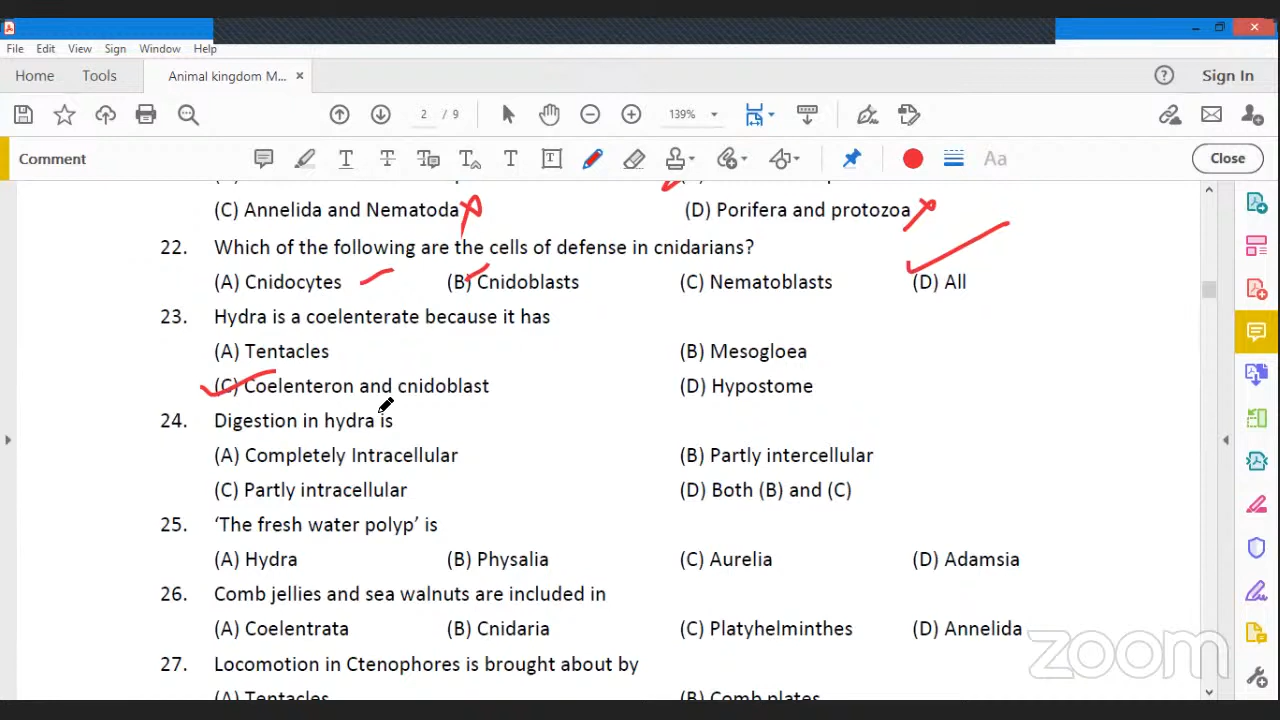 File Edit View Sign Window Help
Home Tools Animal kingdom M... × Sign In
2 / 9 139%
Comment Close
(C) Annelida and Nematoda (D) Porifera and protozoa
22. Which of the following are the cells of defense in cnidarians?
(A) Cnidocytes (B) Cnidoblasts (C) Nematoblasts (D) All
23. Hydra is a coelenterate because it has
(A) Tentacles (B) Mesogloea
(C) Coelenteron and cnidoblast (D) Hypostome
24. Digestion in hydra is
(A) Completely Intracellular (B) Partly intercellular
(C) Partly intracellular (D) Both (B) and (C)
25. ‘The fresh water polyp’ is
(A) Hydra (B) Physalia (C) Aurelia (D) Adamsia
26. Comb jellies and sea walnuts are included in
(A) Coelentrata (B) Cnidaria (C) Platyhelminthes (D) Annelida
zoom
27. Locomotion in Ctenophores is brought about by
(A) Tentacles (B) Comb plates